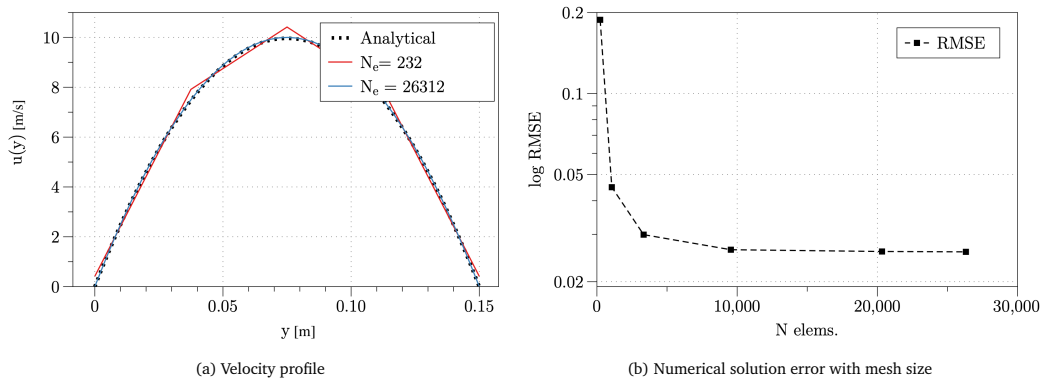 Analytical
Nₑ= 232
Nₑ = 26312
u(y) [m/s]
10
8
6
4
2
0
0
0.05
0.10
0.15
y [m]
(a) Velocity profile
RMSE
log RMSE
0.2
0.1
0.05
0.02
0
10,000
20,000
30,000
N elems.
(b) Numerical solution error with mesh size